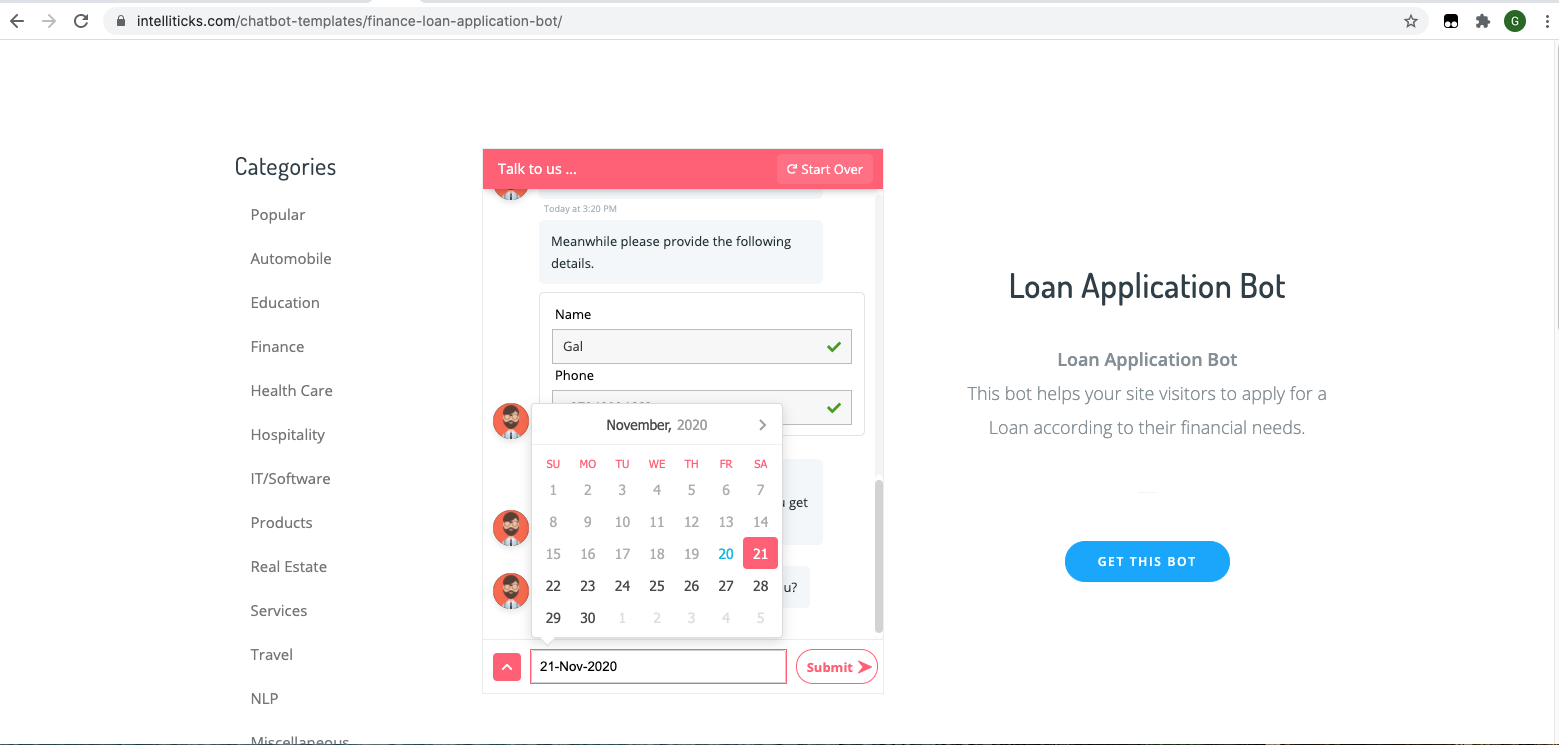 intelliticks.com/chatbot-templates/finance-loan-application-bot/
G
Categories
Popular
Automobile
Education
Finance
Health Care
Hospitality
IT/Software
Products
Real Estate
Services
Travel
NLP
Miscellaneous
Talk to us ...
Start Over
Today at 3:20 PM
Meanwhile please provide the following
details.
Name
Gal
Phone
November, 2020
SU MO TU WE TH FR SA
1 2 3 4 5 6 7
8 9 10 11 12 13 14
15 16 17 18 19 20 21
22 23 24 25 26 27 28
29 30 1 2 3 4 5
get
u?
21-Nov-2020
Submit
Loan Application Bot
Loan Application Bot
This bot helps your site visitors to apply for a
Loan according to their financial needs.
GET THIS BOT